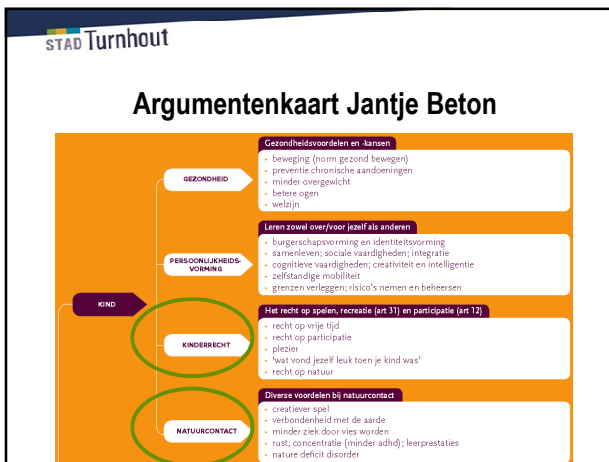 STAD Turnhout
Argumentenkaart Jantje Beton
Gezondheidsvoordelen en -kansen
GEZONDHEID
• beweging (norm gezond bewegen)
• preventie chronische aandoeningen
• minder overgewicht
• betere ogen
• welzijn
Leren zowel over/voor jezelf als anderen
PERSOONLIJKHEIDS-
VORMING
• burgerschapsvorming en identiteitsvorming
• samenleven; sociale vaardigheden; integratie
• cognitieve vaardigheden; creativiteit en intelligentie
• zelfstandige mobiliteit
• grenzen verleggen; risico's nemen en beheersen
KIND
Het recht op spelen, recreatie (art 31) en participatie (art 12)
KINDERRECHT
• recht op vrije tijd
• recht op participatie
• plezier
• 'wat vond jezelf leuk toen je kind was'
• recht op natuur
Diverse voordelen bij natuurcontact
NATUURCONTACT
• creatiever spel
• verbondenheid met de aarde
• minder ziek door vies worden
• rust, concentratie (minder adhd); leerprestaties
• nature deficit disorder